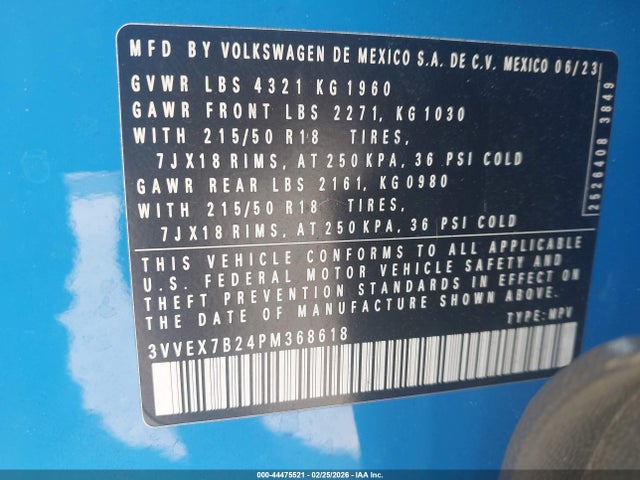 MFD BY VOLKSWAGEN DE MEXICO S.A. DE C.V. MEXICO 06/23
GVWR LBS 4321 KG 1960
GAWR FRONT LBS 2271, KG 1030
WITH 215/50 R18 TIRES,
7JX18 RIMS, AT 250 KPA, 36 PSI COLD
GAWR REAR LBS 2161, KG 0980
WITH 215/50 R18 TIRES,
7JX18 RIMS, AT 250 KPA, 36 PSI COLD
2526408 3849
THIS VEHICLE CONFORMS TO ALL APPLICABLE
U.S. FEDERAL MOTOR VEHICLE SAFETY AND
THEFT PREVENTION STANDARDS IN EFFECT ON
THE DATE OF MANUFACTURE SHOWN ABOVE.
3VVEX7B24PM368618 TYPE: MPV
000-44475521 - 02/25/2026 - IAAI.com